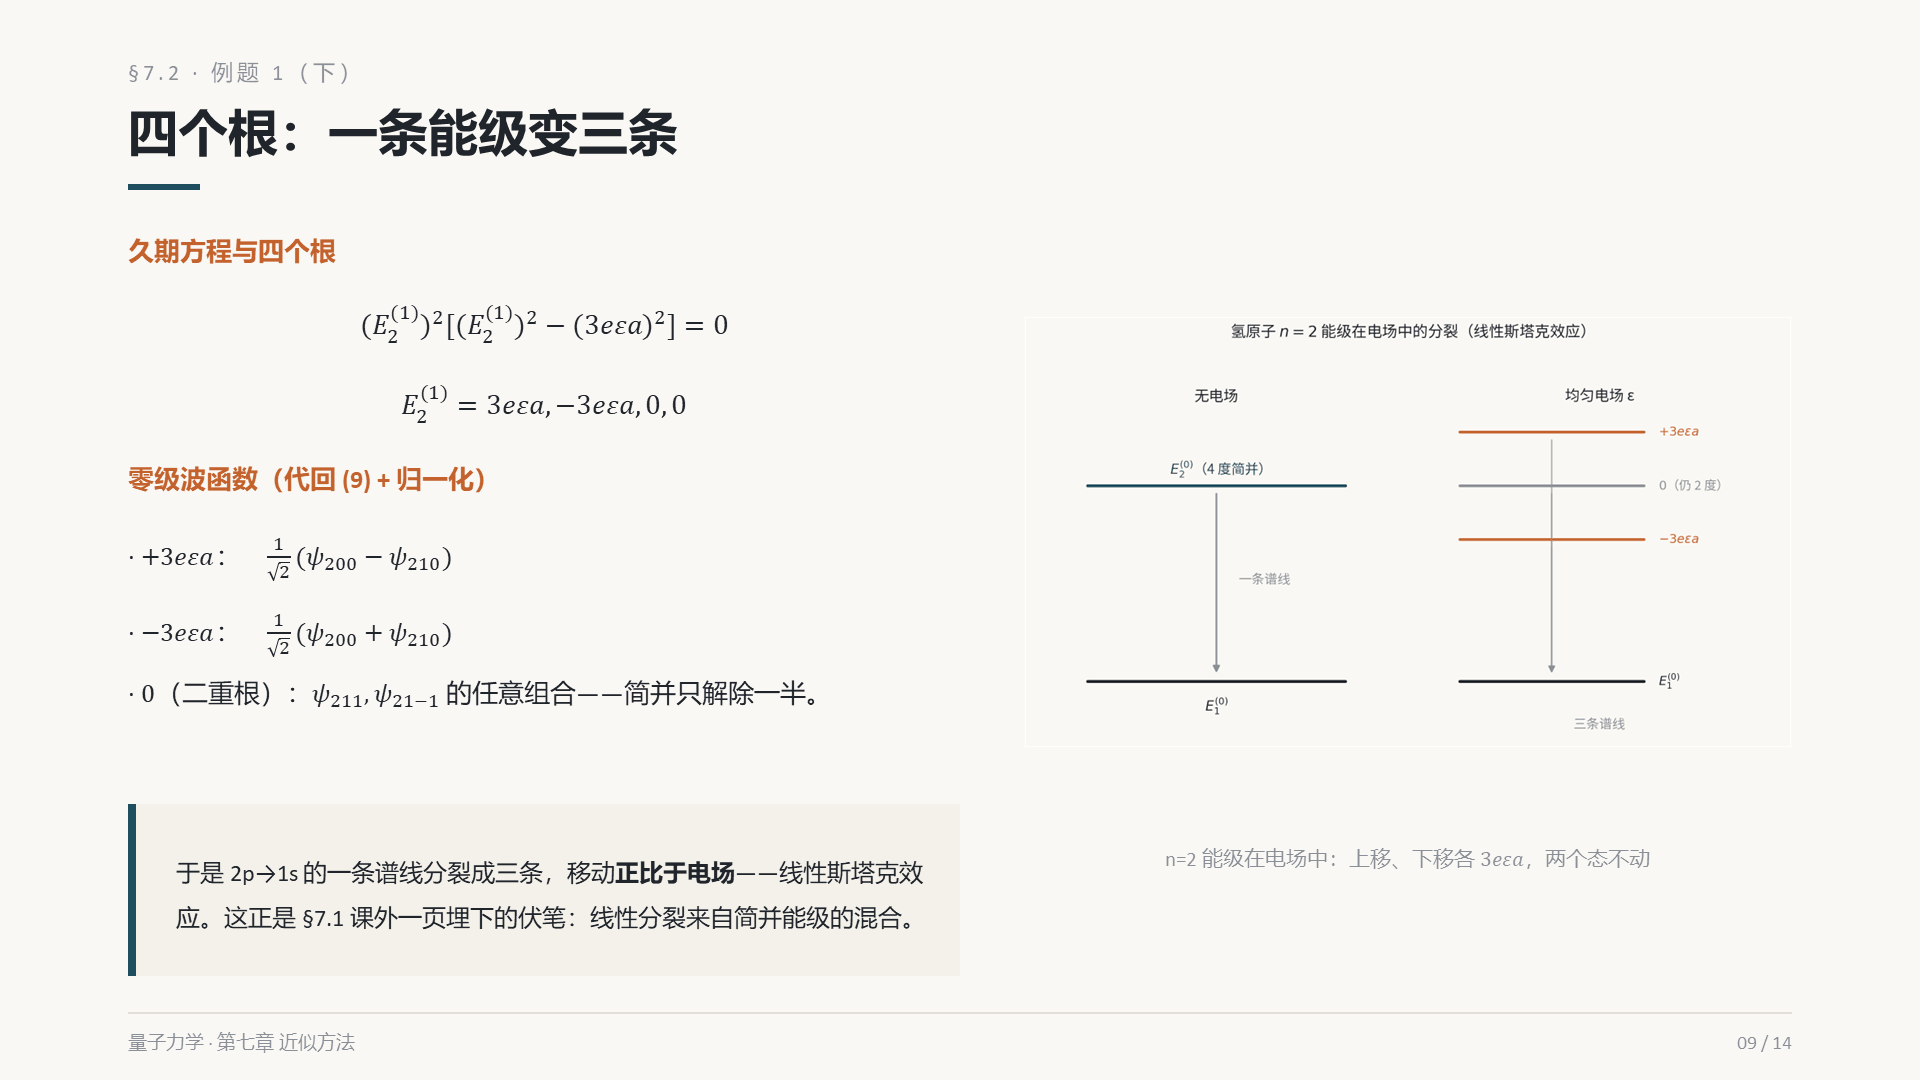 §7.2 · 例题 1（下）
四个根：一条能级变三条
久期方程与四个根
(E₂⁽¹⁾)²[(E₂⁽¹⁾)² − (3eεa)²] = 0
E₂⁽¹⁾ = 3eεa, −3eεa, 0, 0
零级波函数（代回 (9) + 归一化）
· +3eεa： 1/√2 (ψ₂₀₀ − ψ₂₁₀)
· −3eεa： 1/√2 (ψ₂₀₀ + ψ₂₁₀)
· 0（二重根）：ψ₂₁₁, ψ₂₁₋₁ 的任意组合——简并只解除一半。
于是 2p→1s 的一条谱线分裂成三条，移动正比于电场——线性斯塔克效
应。这正是 §7.1 课外一页埋下的伏笔：线性分裂来自简并能级的混合。
氢原子 n = 2 能级在电场中的分裂（线性斯塔克效应）
无电场
均匀电场 ε
+3eεa
E₂⁽⁰⁾（4 度简并）
0（仍 2 度）
−3eεa
一条谱线
E₁⁽⁰⁾
E₁⁽⁰⁾
三条谱线
n=2 能级在电场中：上移、下移各 3eεa，两个态不动
量子力学 · 第七章 近似方法
09 / 14